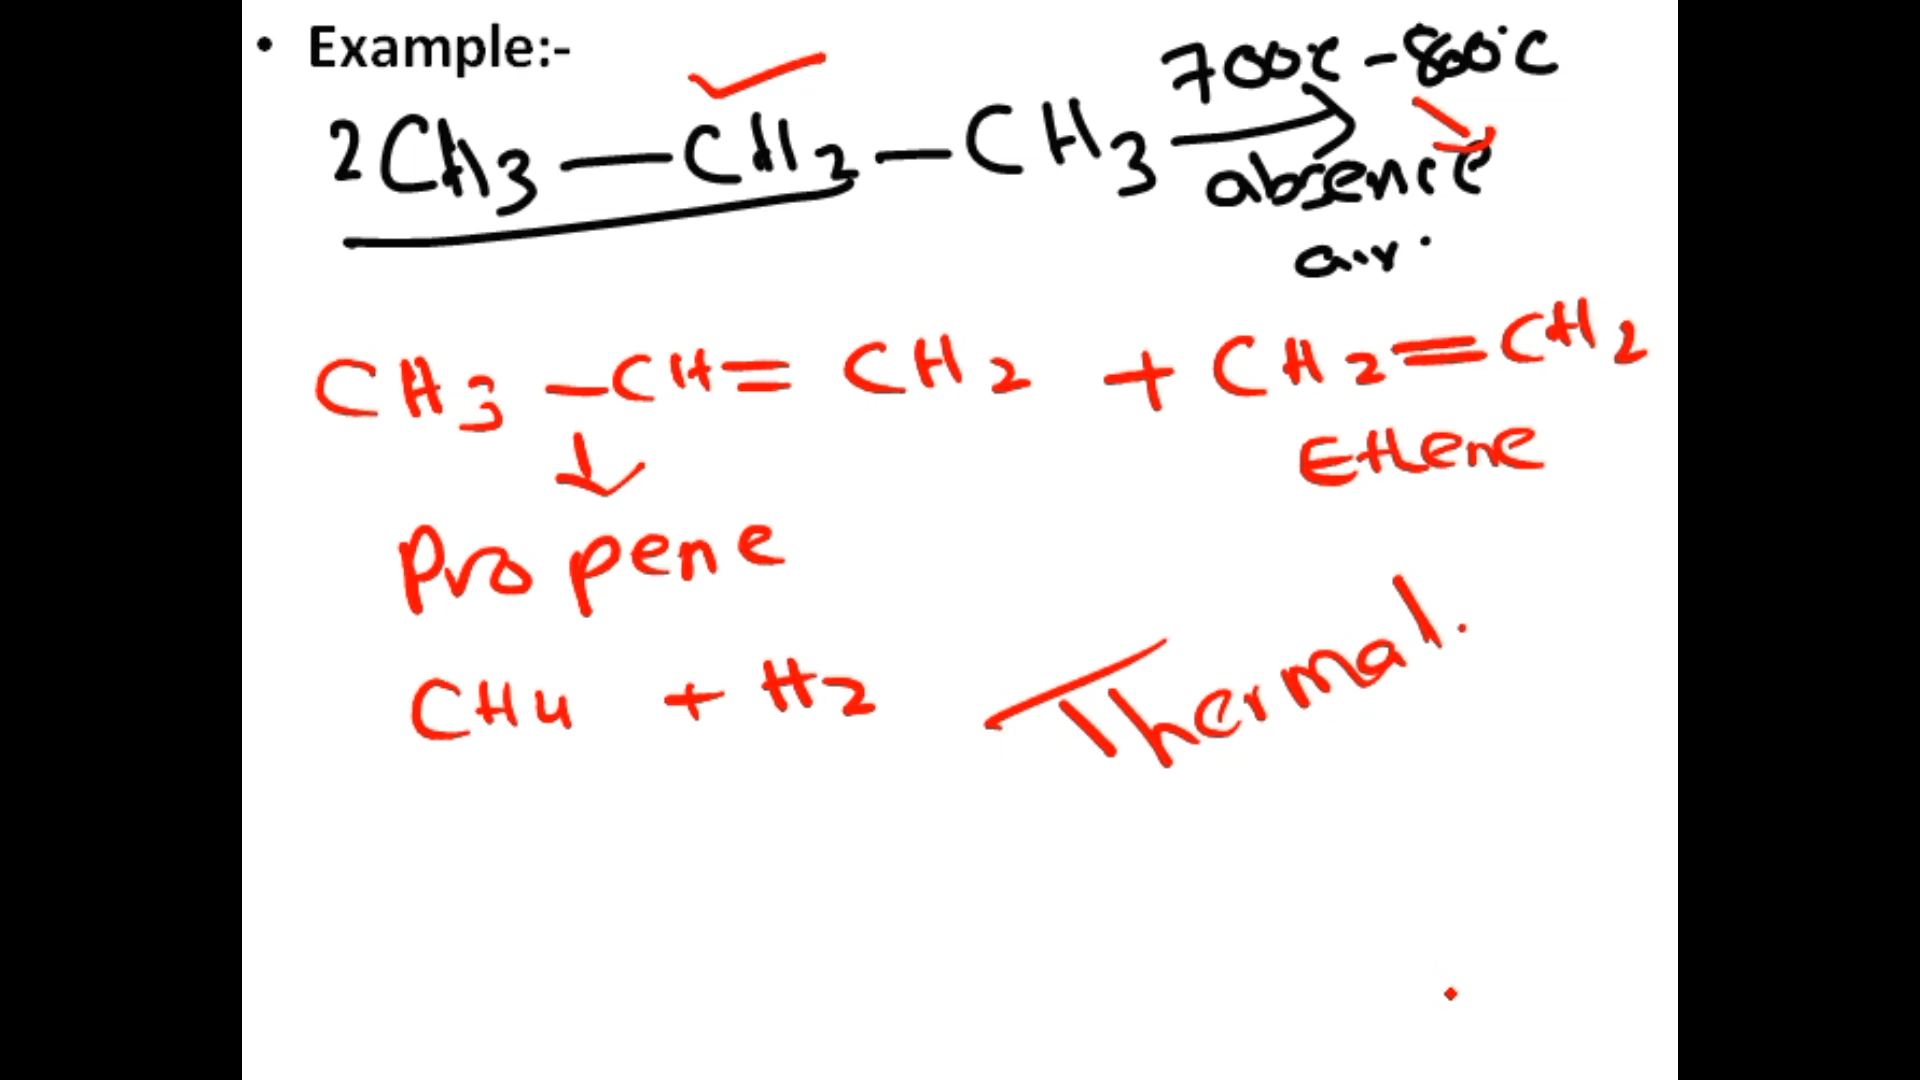 • Example:-
2CH3 — CH2 — CH3 700°C - 800°C
absence
air.
CH3 - CH = CH2 + CH2 = CH2
Ethene
↓
Propene
CH4 + H2 Thermal.